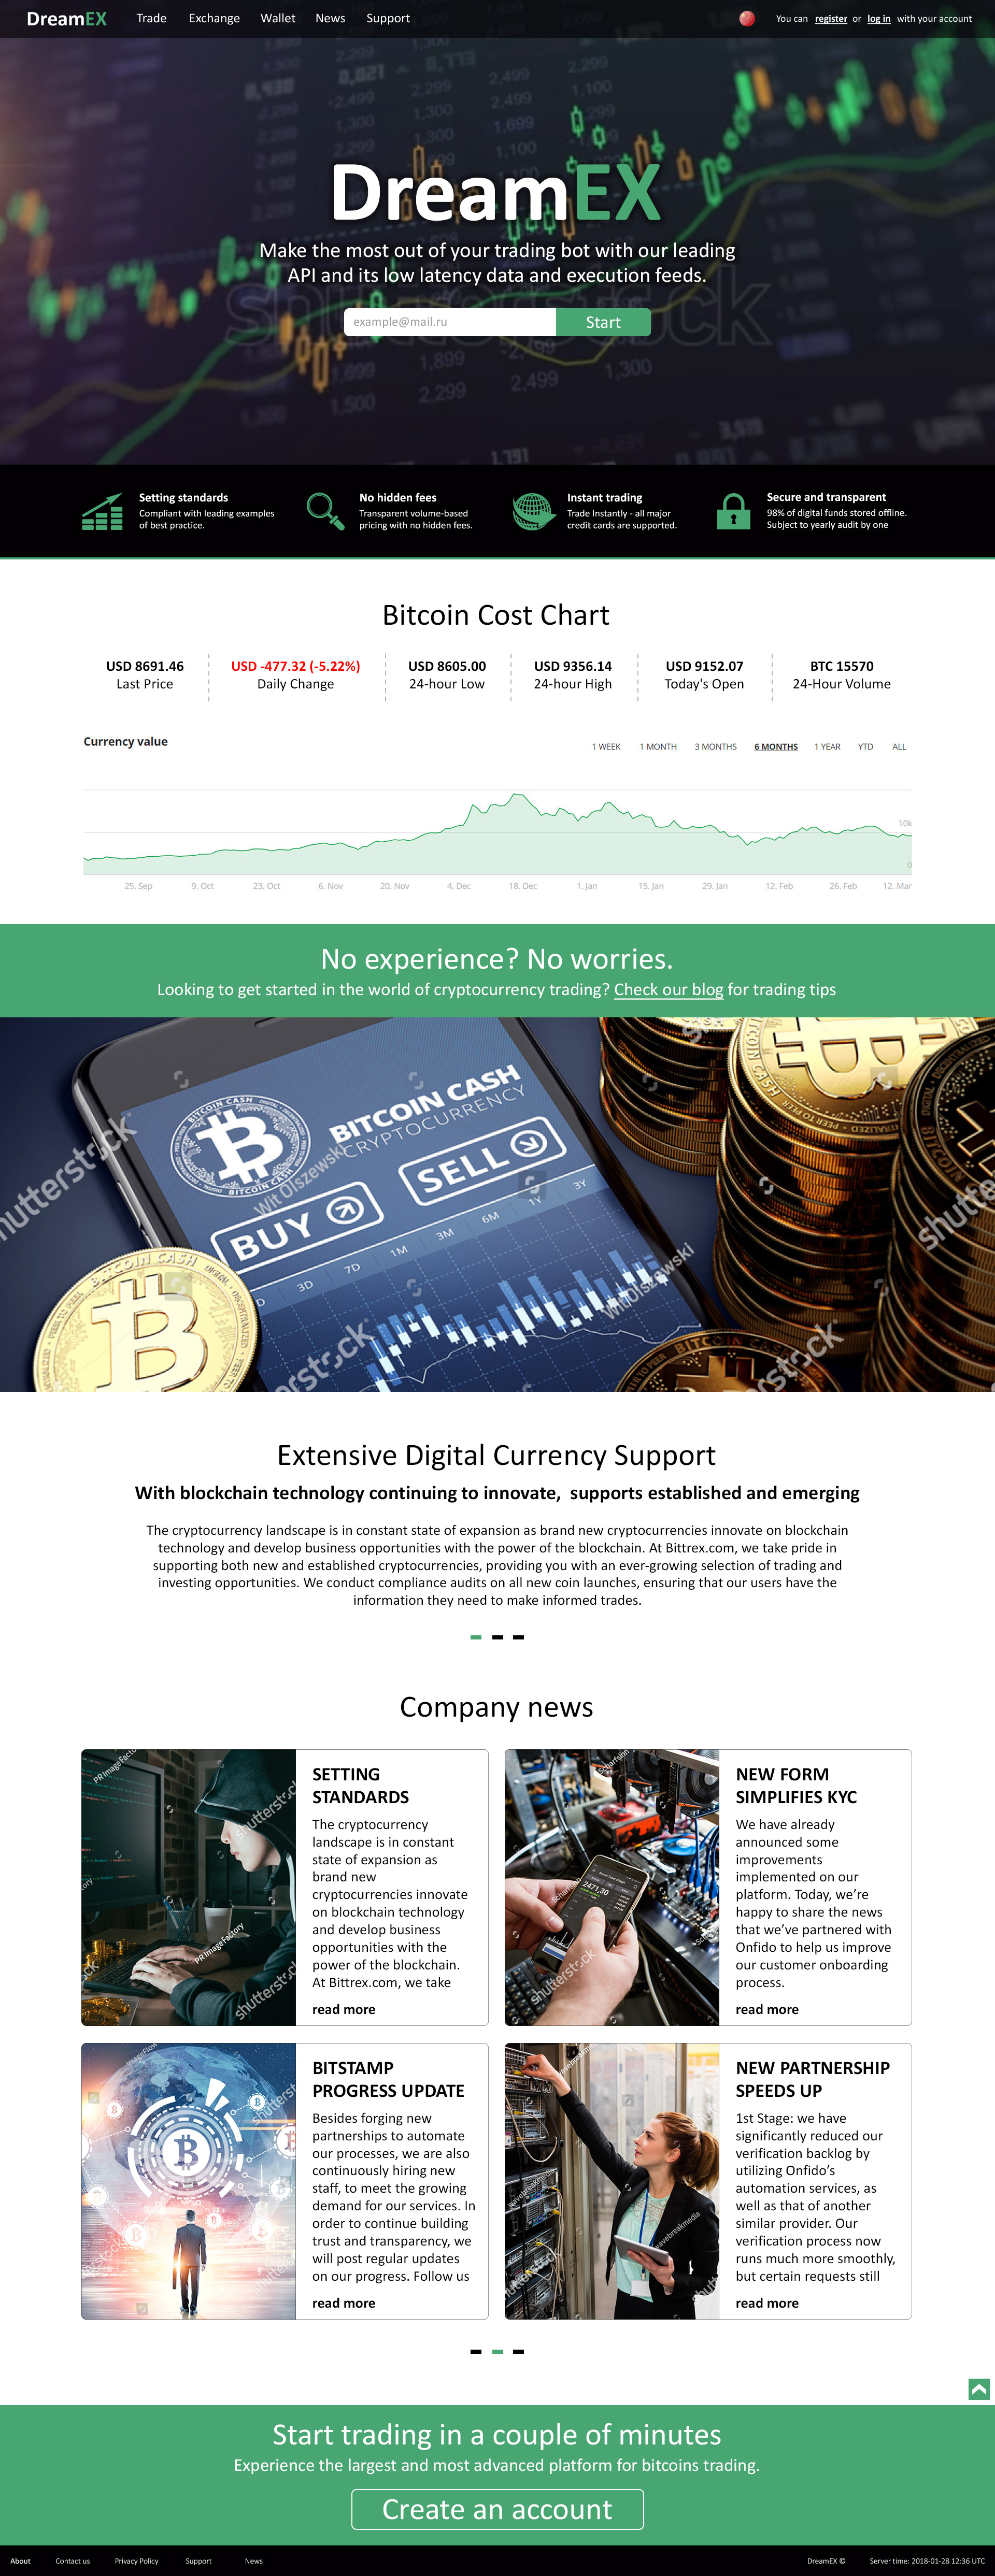 DreamEX
Trade
Exchange
Wallet
News
Support
You can register or log in with your account
DreamEX
Make the most out of your trading bot with our leading
API and its low latency data and execution feeds.
example@mail.ru
Start
Setting standards
Compliant with leading examples
of best practice.
No hidden fees
Transparent volume-based
pricing with no hidden fees.
Instant trading
Trade Instantly - all major
credit cards are supported.
Secure and transparent
98% of digital funds stored offline.
Subject to yearly audit by one
Bitcoin Cost Chart
USD 8691.46
Last Price
USD -477.32 (-5.22%)
Daily Change
USD 8605.00
24-hour Low
USD 9356.14
24-hour High
USD 9152.07
Today's Open
BTC 15570
24-Hour Volume
Currency value
1 WEEK
1 MONTH
3 MONTHS
6 MONTHS
1 YEAR
YTD
ALL
10k
0
25. Sep
9. Oct
23. Oct
6. Nov
20. Nov
4. Dec
18. Dec
1. Jan
15. Jan
29. Jan
12. Feb
26. Feb
12. Mar
No experience? No worries.
Looking to get started in the world of cryptocurrency trading? Check our blog for trading tips
BITCOIN CASH
CRYPTOCURRENCY
BUY
SELL
3D
7D
1M
3M
6M
1Y
3Y
BITCOIN CASH
shutterstock
Wit Olszewski
Extensive Digital Currency Support
With blockchain technology continuing to innovate, supports established and emerging
The cryptocurrency landscape is in constant state of expansion as brand new cryptocurrencies innovate on blockchain
technology and develop business opportunities with the power of the blockchain. At Bittrex.com, we take pride in
supporting both new and established cryptocurrencies, providing you with an ever-growing selection of trading and
investing opportunities. We conduct compliance audits on all new coin launches, ensuring that our users have the
information they need to make informed trades.
Company news
SETTING
STANDARDS
The cryptocurrency
landscape is in constant
state of expansion as
brand new
cryptocurrencies innovate
on blockchain technology
and develop business
opportunities with the
power of the blockchain.
At Bittrex.com, we take
read more
NEW FORM
SIMPLIFIES KYC
We have already
announced some
improvements
implemented on our
platform. Today, we're
happy to share the news
that we've partnered with
Onfido to help us improve
our customer onboarding
process.
read more
BITSTAMP
PROGRESS UPDATE
Besides forging new
partnerships to automate
our processes, we are also
continuously hiring new
staff, to meet the growing
demand for our services. In
order to continue building
trust and transparency, we
will post regular updates
on our progress. Follow us
read more
NEW PARTNERSHIP
SPEEDS UP
1st Stage: we have
significantly reduced our
verification backlog by
utilizing Onfido's
automation services, as
well as that of another
similar provider. Our
verification process now
runs much more smoothly,
but certain requests still
read more
Start trading in a couple of minutes
Experience the largest and most advanced platform for bitcoins trading.
Create an account
About
Contact us
Privacy Policy
Support
News
DreamEX ©
Server time: 2018-01-28 12:36 UTC